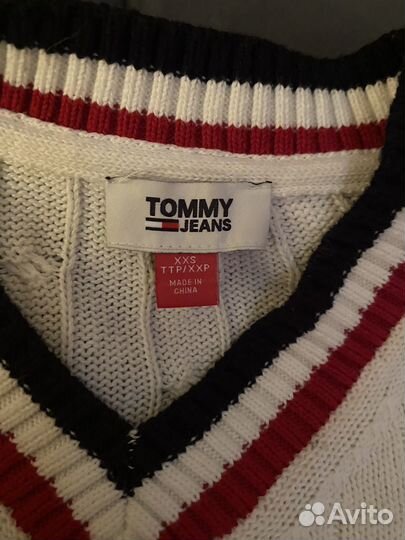 TOMMY
JEANS
XXS
TTP/XXP
MADE IN
CHINA
Avito